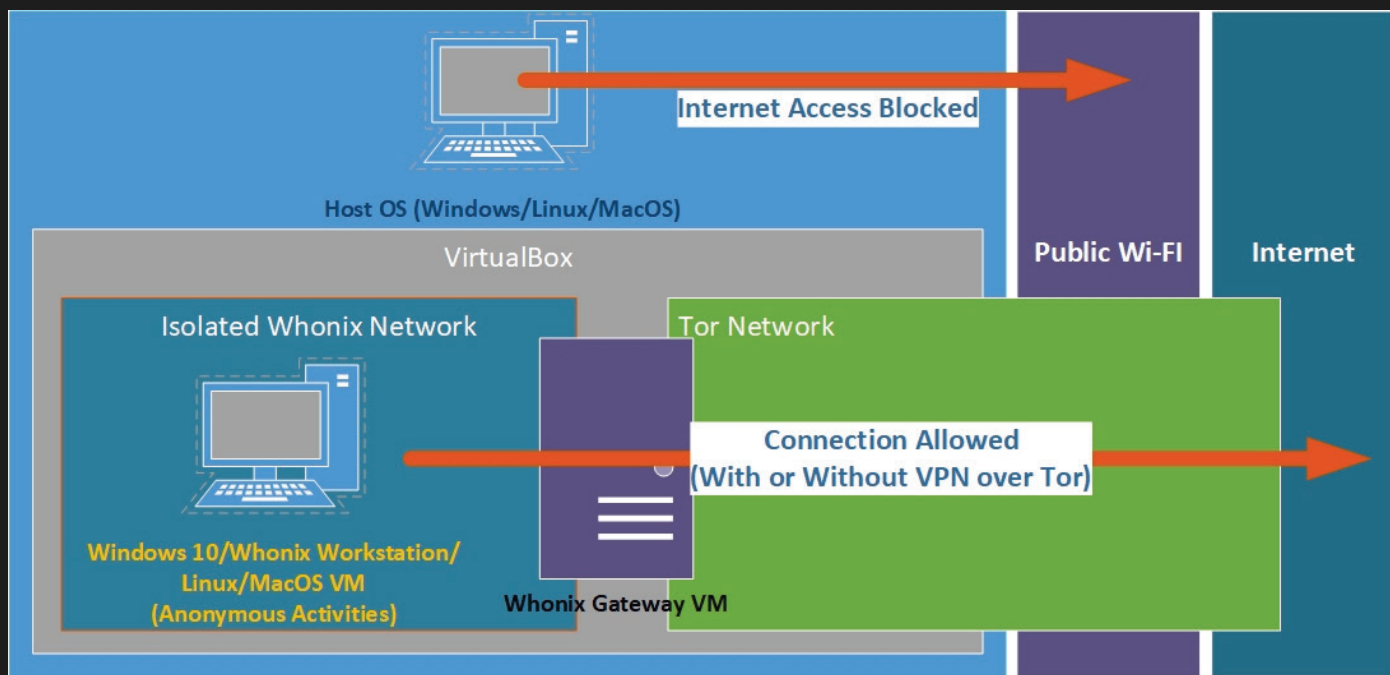 Internet Access Blocked
Host OS (Windows/Linux/MacOS)
VirtualBox
Public Wi-FI
Internet
Isolated Whonix Network
Tor Network
Connection Allowed
(With or Without VPN over Tor)
Windows 10/Whonix Workstation/
Linux/MacOS VM
(Anonymous Activities)
Whonix Gateway VM